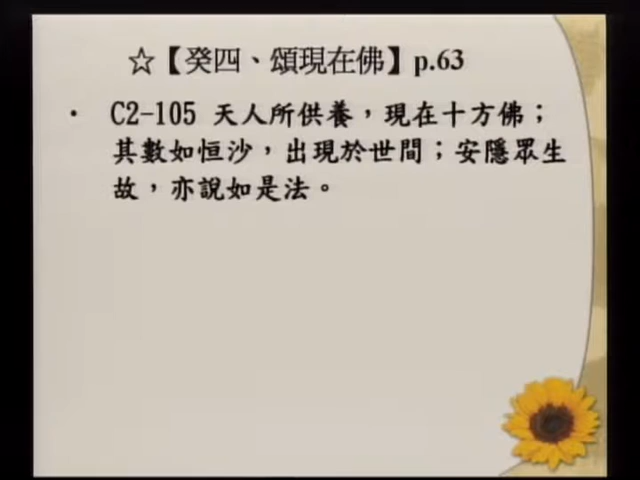 ☆【癸四、頌現在佛】p.63
• C2-105 天人所供養，現在十方佛；
其數如恒沙，出現於世間；安隱眾生
故，亦說如是法。